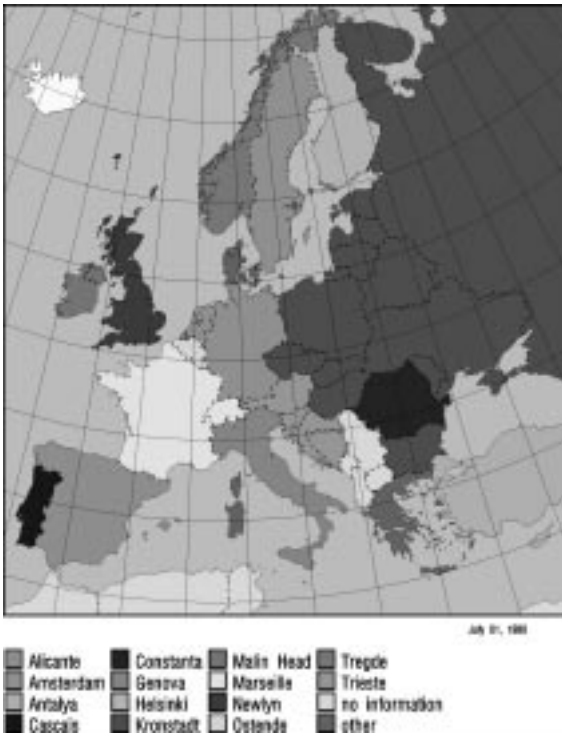 July 01, 1998
Alicante Constanta Malin Head Tregde
Amsterdam Genova Marseille Trieste
Antalya Helsinki Newlyn no information
Cascais Kronstadt Ostende other